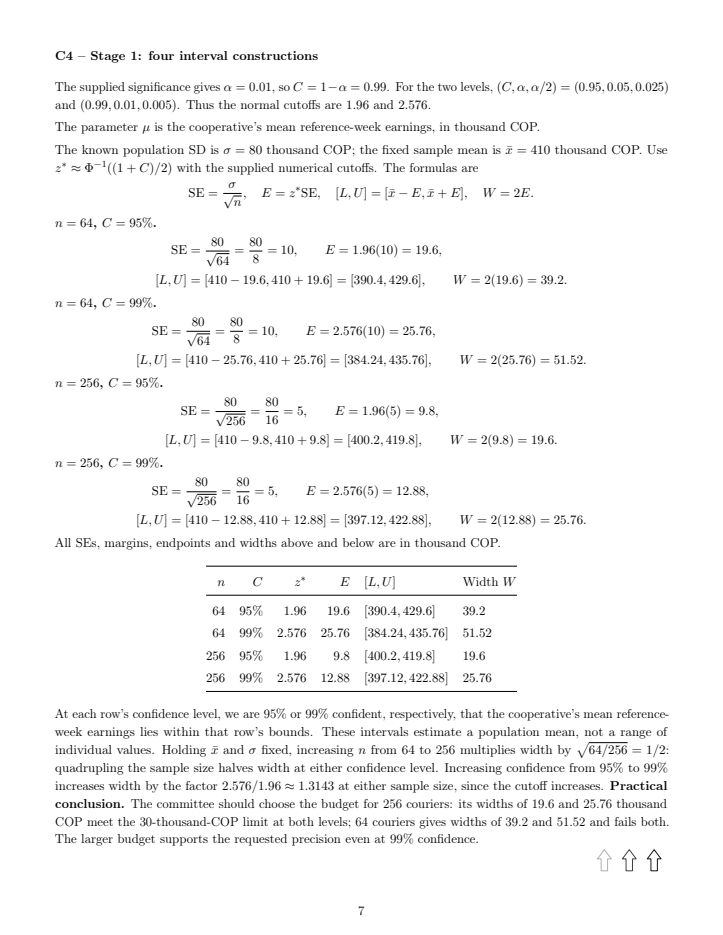 C4 – Stage 1: four interval constructions
The supplied significance gives α = 0.01, so C = 1−α = 0.99. For the two levels, (C, α, α/2) = (0.95, 0.05, 0.025)
and (0.99, 0.01, 0.005). Thus the normal cutoffs are 1.96 and 2.576.
The parameter μ is the cooperative's mean reference-week earnings, in thousand COP.
The known population SD is σ = 80 thousand COP; the fixed sample mean is x̄ = 410 thousand COP. Use
z* ≈ Φ⁻¹((1 + C)/2) with the supplied numerical cutoffs. The formulas are
SE = σ/√n, E = z*SE, [L, U] = [x̄ − E, x̄ + E], W = 2E.
n = 64, C = 95%.
SE = 80/√64 = 80/8 = 10, E = 1.96(10) = 19.6,
[L, U] = [410 − 19.6, 410 + 19.6] = [390.4, 429.6], W = 2(19.6) = 39.2.
n = 64, C = 99%.
SE = 80/√64 = 80/8 = 10, E = 2.576(10) = 25.76,
[L, U] = [410 − 25.76, 410 + 25.76] = [384.24, 435.76], W = 2(25.76) = 51.52.
n = 256, C = 95%.
SE = 80/√256 = 80/16 = 5, E = 1.96(5) = 9.8,
[L, U] = [410 − 9.8, 410 + 9.8] = [400.2, 419.8], W = 2(9.8) = 19.6.
n = 256, C = 99%.
SE = 80/√256 = 80/16 = 5, E = 2.576(5) = 12.88,
[L, U] = [410 − 12.88, 410 + 12.88] = [397.12, 422.88], W = 2(12.88) = 25.76.
All SEs, margins, endpoints and widths above and below are in thousand COP.
n C z* E [L, U] Width W
64 95% 1.96 19.6 [390.4, 429.6] 39.2
64 99% 2.576 25.76 [384.24, 435.76] 51.52
256 95% 1.96 9.8 [400.2, 419.8] 19.6
256 99% 2.576 12.88 [397.12, 422.88] 25.76
At each row's confidence level, we are 95% or 99% confident, respectively, that the cooperative's mean reference-
week earnings lies within that row's bounds. These intervals estimate a population mean, not a range of
individual values. Holding x̄ and σ fixed, increasing n from 64 to 256 multiplies width by √(64/256) = 1/2:
quadrupling the sample size halves width at either confidence level. Increasing confidence from 95% to 99%
increases width by the factor 2.576/1.96 ≈ 1.3143 at either sample size, since the cutoff increases. Practical
conclusion. The committee should choose the budget for 256 couriers: its widths of 19.6 and 25.76 thousand
COP meet the 30-thousand-COP limit at both levels; 64 couriers gives widths of 39.2 and 51.52 and fails both.
The larger budget supports the requested precision even at 99% confidence.
7